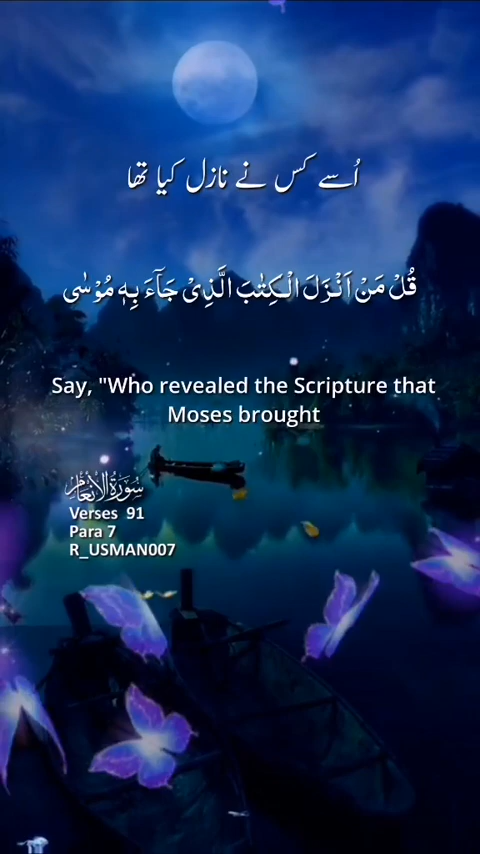 اُسے کس نے نازل کیا تھا
قُلْ مَنْ اَنْزَلَ الْكِتٰبَ الَّذِیْ جَآءَ بِهٖ مُوْسٰی
Say, "Who revealed the Scripture that
Moses brought
سُورَةُ الْأَنْعَام
Verses 91
Para 7
R_USMAN007